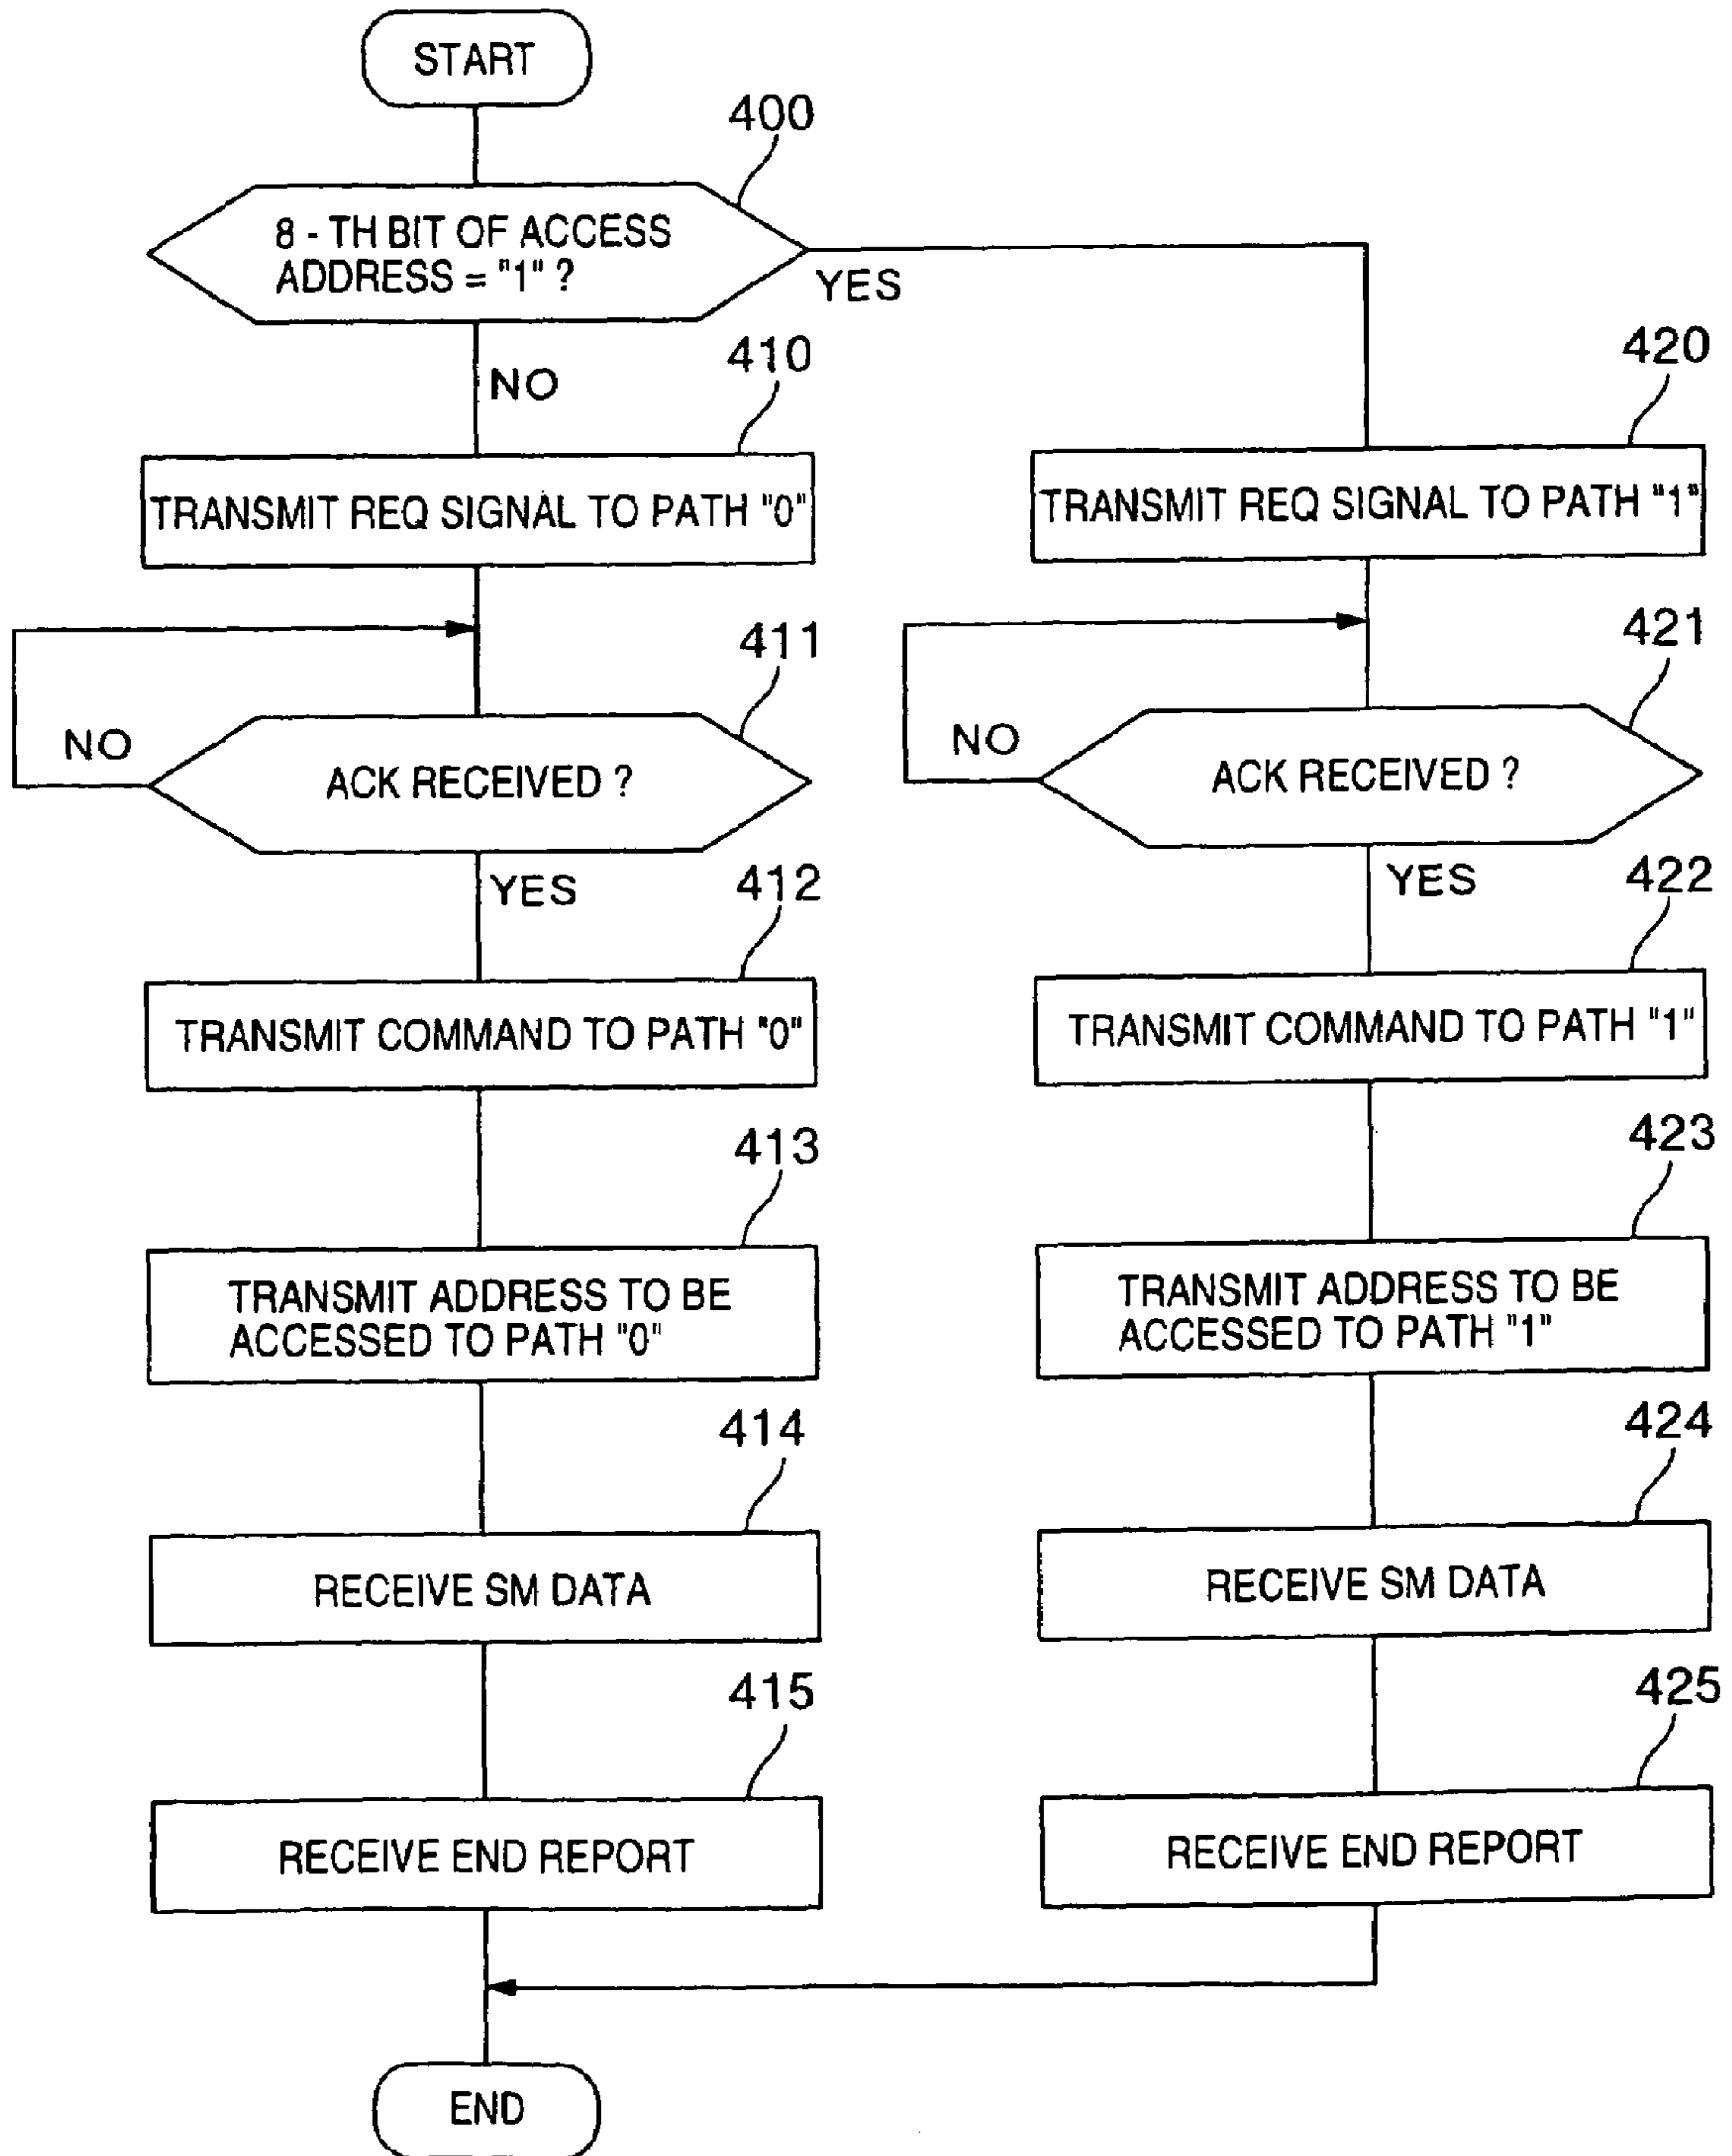 START
400
8 - TH BIT OF ACCESS
ADDRESS = "1" ?
YES
NO
410
TRANSMIT REQ SIGNAL TO PATH "0"
411
NO
ACK RECEIVED ?
YES
412
TRANSMIT COMMAND TO PATH "0"
413
TRANSMIT ADDRESS TO BE
ACCESSED TO PATH "0"
414
RECEIVE SM DATA
415
RECEIVE END REPORT
420
TRANSMIT REQ SIGNAL TO PATH "1"
421
NO
ACK RECEIVED ?
YES
422
TRANSMIT COMMAND TO PATH "1"
423
TRANSMIT ADDRESS TO BE
ACCESSED TO PATH "1"
424
RECEIVE SM DATA
425
RECEIVE END REPORT
END